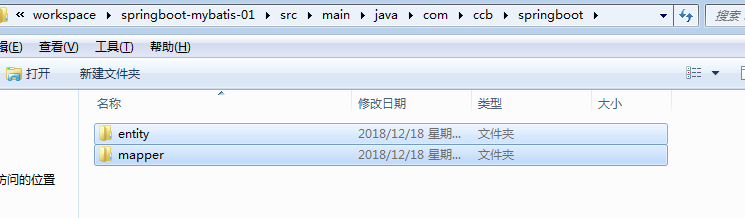 « workspace ▸ springboot-mybatis-01 ▸ src ▸ main ▸ java ▸ com ▸ ccb ▸ springboot ▸ 搜索
(E) 查看(V) 工具(T) 帮助(H)
打开 新建文件夹
名称 修改日期 类型 大小
entity 2018/12/18 星期... 文件夹
mapper 2018/12/18 星期... 文件夹
访问的位置